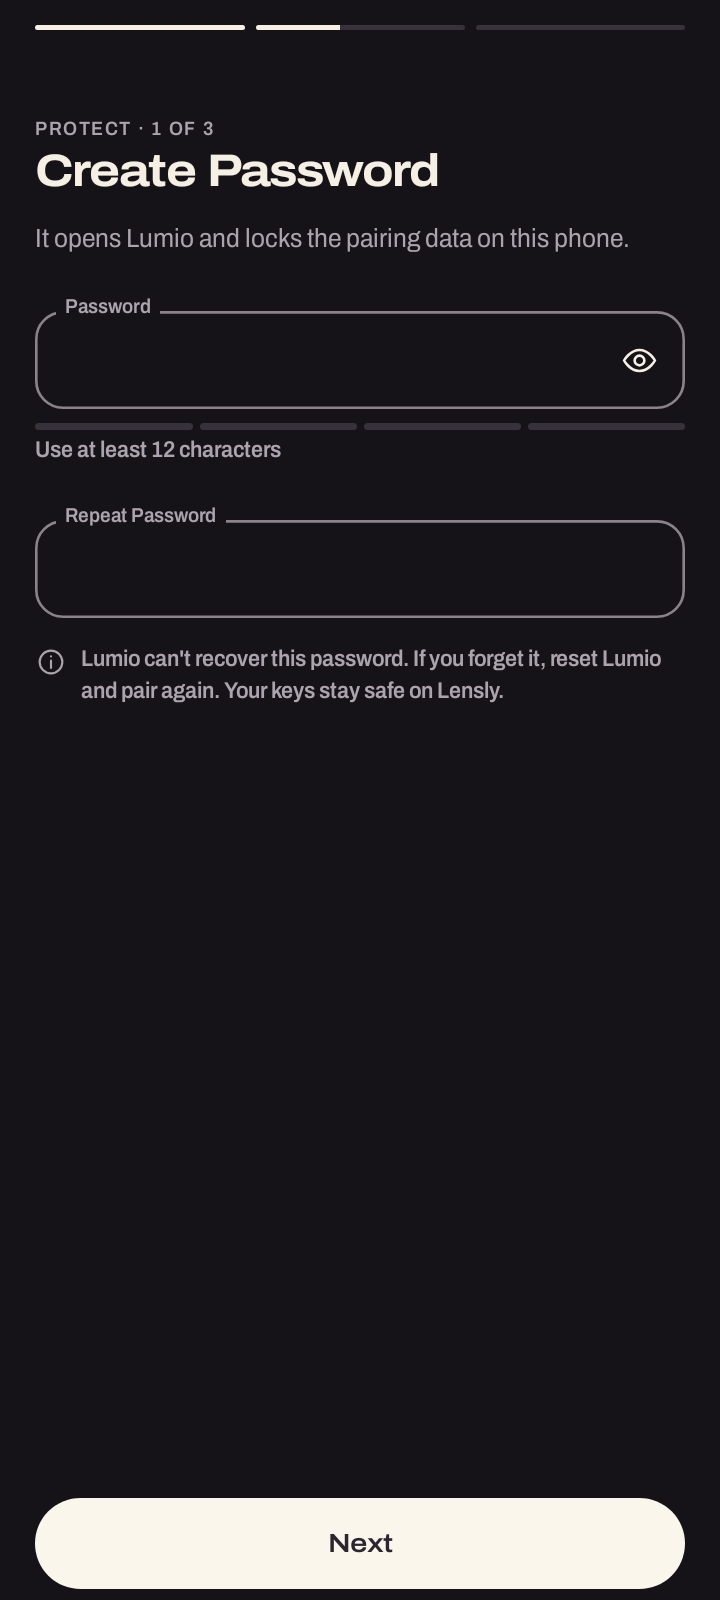 PROTECT · 1 OF 3
Create Password
It opens Lumio and locks the pairing data on this phone.
Password
Use at least 12 characters
Repeat Password
Lumio can't recover this password. If you forget it, reset Lumio
and pair again. Your keys stay safe on Lensly.
Next